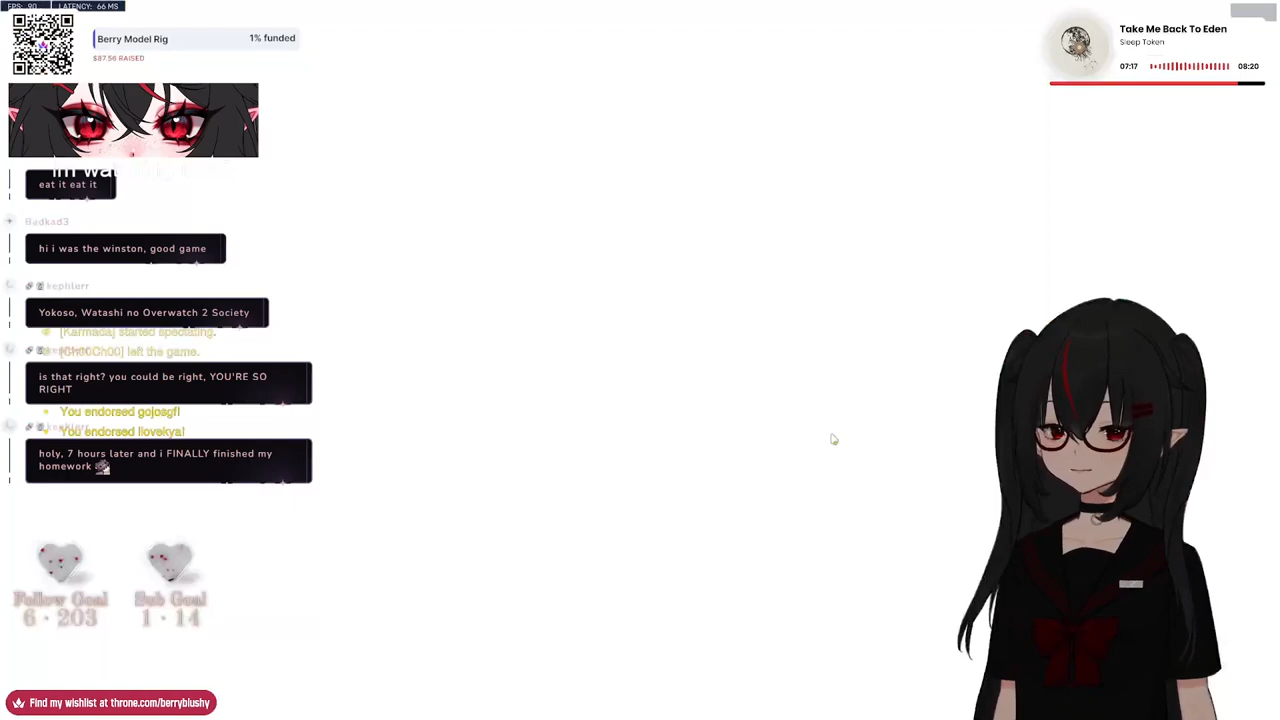 FPS: 90 LATENCY: 66 MS
Berry Model Rig 1% funded
$87.56 RAISED
Take Me Back To Eden
Sleep Token
07:17 08:20
eat it eat it
Badkad3
hi i was the winston, good game
kephlerr
Yokoso, Watashi no Overwatch 2 Society
[Karmada] started spectating.
left the game.
is that right? you could be right, YOU'RE SO
RIGHT
You endorsed gojosgf!
You endorsed Ilovekya!
holy, 7 hours later and i FINALLY finished my
homework
Follow Goal Sub Goal
6 · 203 1 · 14
Find my wishlist at throne.com/berryblushy